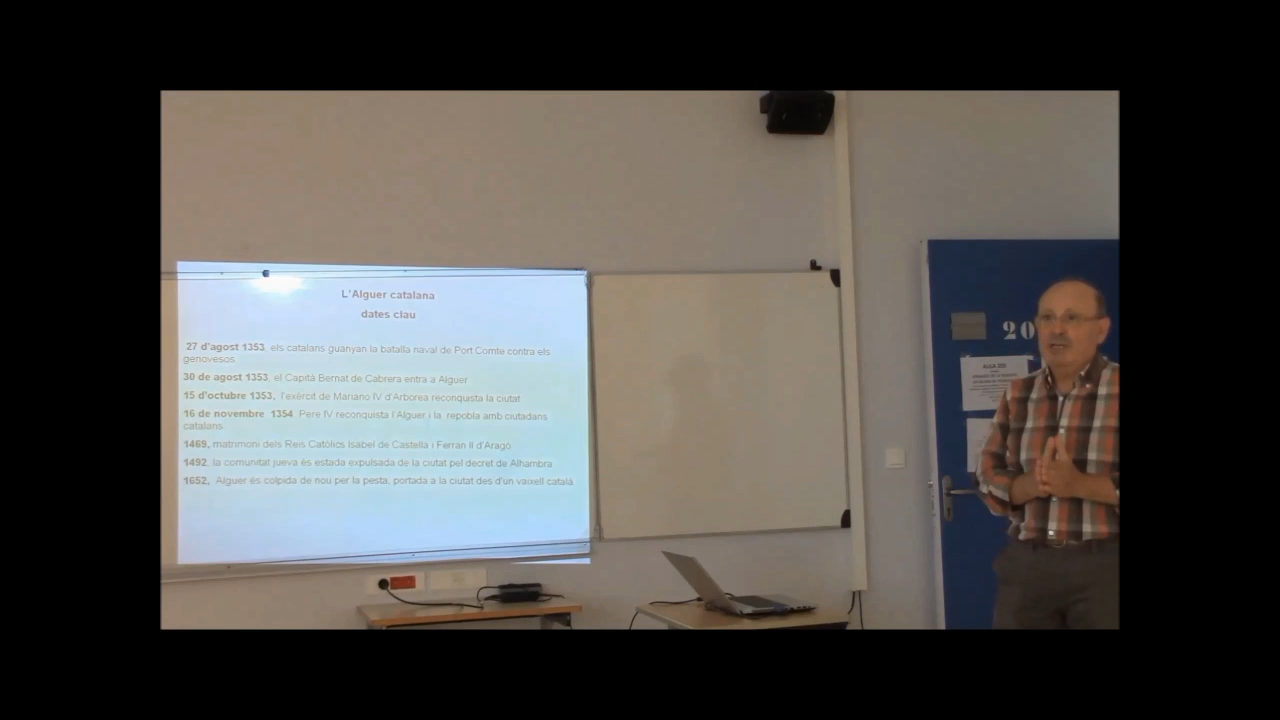 L'Alguer catalana
dates clau
27 d'agost 1353, els catalans guanyan la batalla naval de Port Comte contra els
genovesos
30 de agost 1353, el Capità Bernat de Cabrera entra a Alguer
15 d'octubre 1353, l'exèrcit de Mariano IV d'Arborea reconquista la ciutat
16 de novembre 1354 Pere IV reconquista l'Alguer i la repobla amb ciutadans
catalans
1469, matrimoni dels Reis Catòlics Isabel de Castella i Ferran II d'Aragó
1492, la comunitat jueva és estada expulsada de la ciutat pel decret de Alhambra
1652, Alguer és colpida de nou per la pesta, portada a la ciutat des d'un vaixell català.
20
AULA